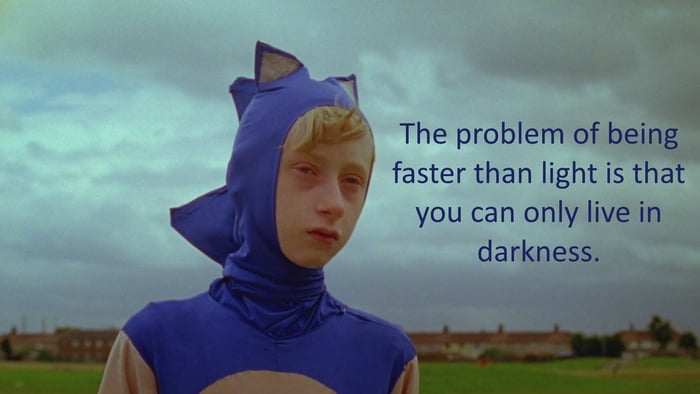 The problem of being
faster than light is that
you can only live in
darkness.